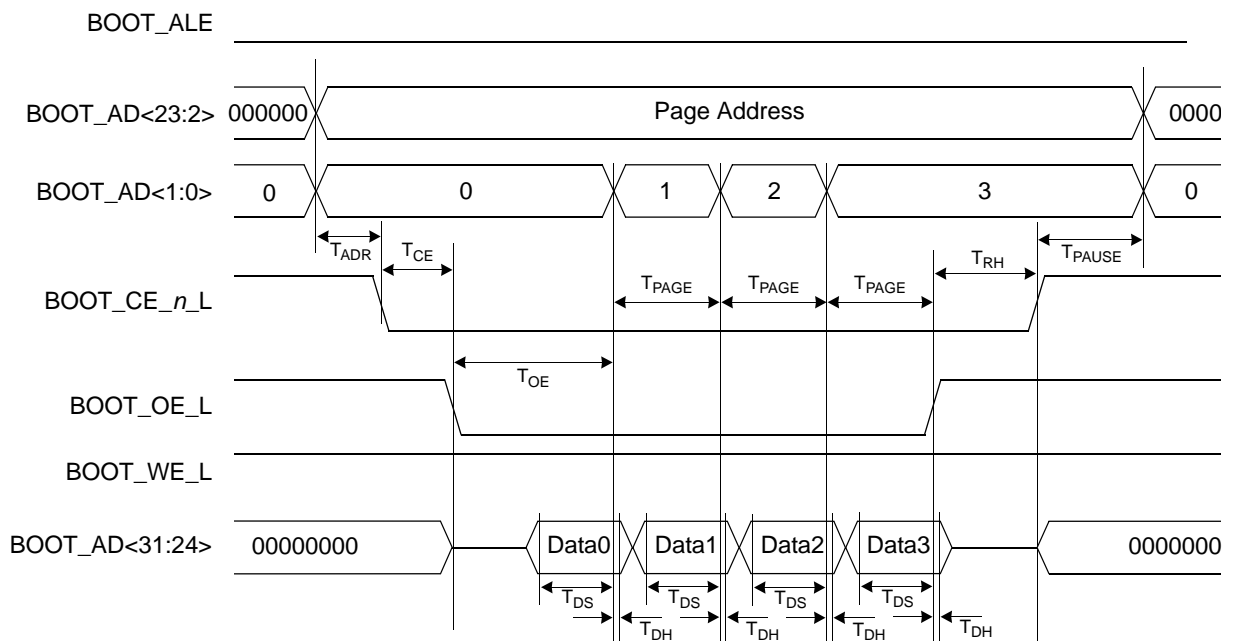 BOOT_ALE
BOOT_AD<23:2> 000000 Page Address 0000
BOOT_AD<1:0> 0 0 1 2 3 0
TADR TCE TRH TPAUSE
BOOT_CE_n_L TPAGE TPAGE TPAGE
TOE
BOOT_OE_L
BOOT_WE_L
BOOT_AD<31:24> 00000000 Data0 Data1 Data2 Data3 0000000
TDS TDS TDS TDS
TDH TDH TDH TDH